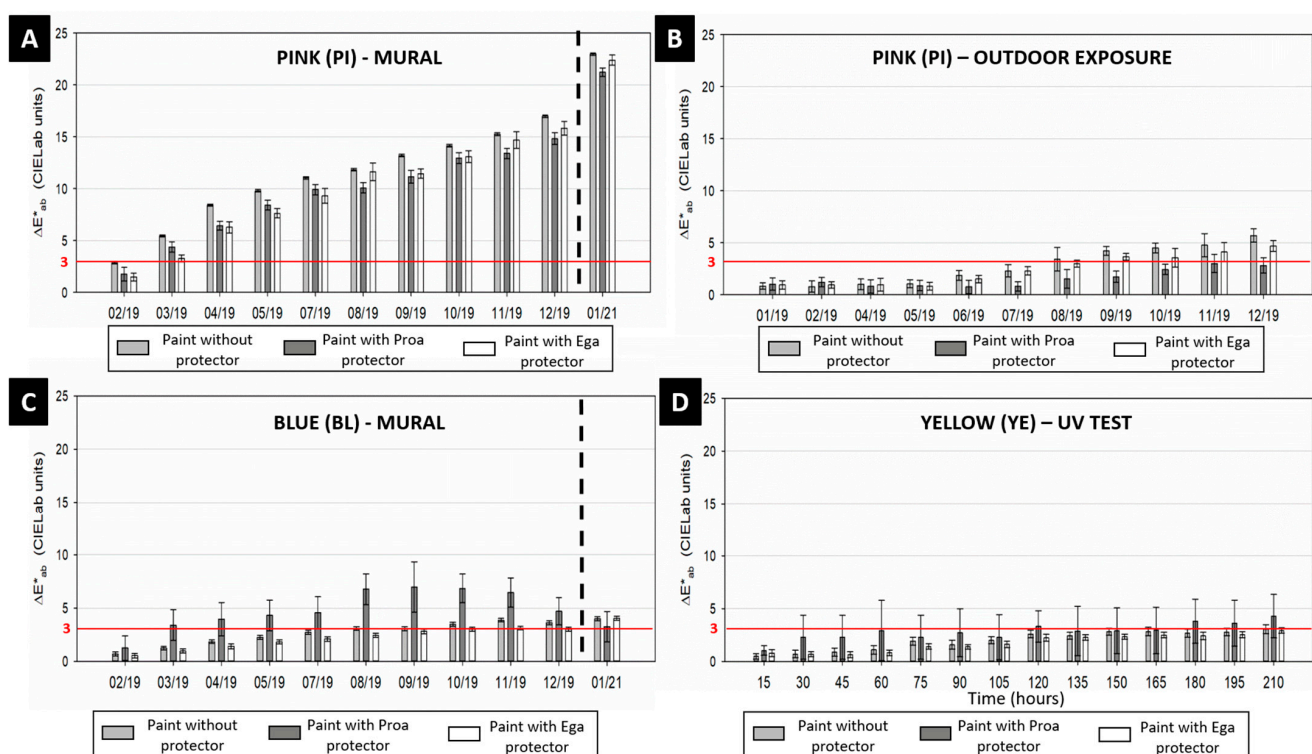 A
PINK (PI) - MURAL
25
20
15
10
5
3
0
ΔE*ab (CIELab units)
02/19 03/19 04/19 05/19 07/19 08/19 09/19 10/19 11/19 12/19 01/21
Paint without protector
Paint with Proa protector
Paint with Ega protector
B
PINK (PI) – OUTDOOR EXPOSURE
25
20
15
10
5
3
0
ΔE*ab (CIELab units)
01/19 02/19 04/19 05/19 06/19 07/19 08/19 09/19 10/19 11/19 12/19
Paint without protector
Paint with Proa protector
Paint with Ega protector
C
BLUE (BL) - MURAL
25
20
15
10
5
3
0
ΔE*ab (CIELab units)
02/19 03/19 04/19 05/19 07/19 08/19 09/19 10/19 11/19 12/19 01/21
Paint without protector
Paint with Proa protector
Paint with Ega protector
D
YELLOW (YE) – UV TEST
25
20
15
10
5
3
0
ΔE*ab (CIELab units)
15 30 45 60 75 90 105 120 135 150 165 180 195 210
Time (hours)
Paint without protector
Paint with Proa protector
Paint with Ega protector